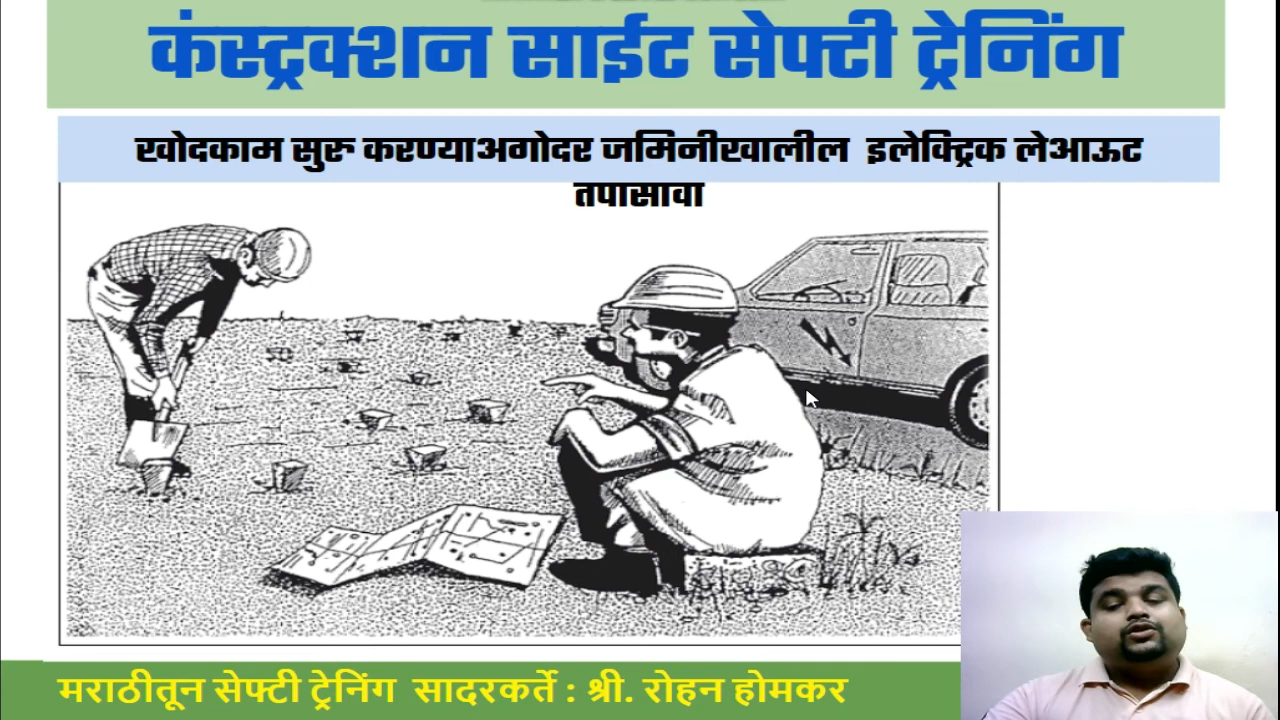 कंस्ट्रक्शन साईट सेफ्टी ट्रेनिंग
खोदकाम सुरु करण्याअगोदर जमिनीखालील इलेक्ट्रिक लेआऊट
तपासावा
मराठीतून सेफ्टी ट्रेनिंग सादरकर्ते : श्री. रोहन होमकर